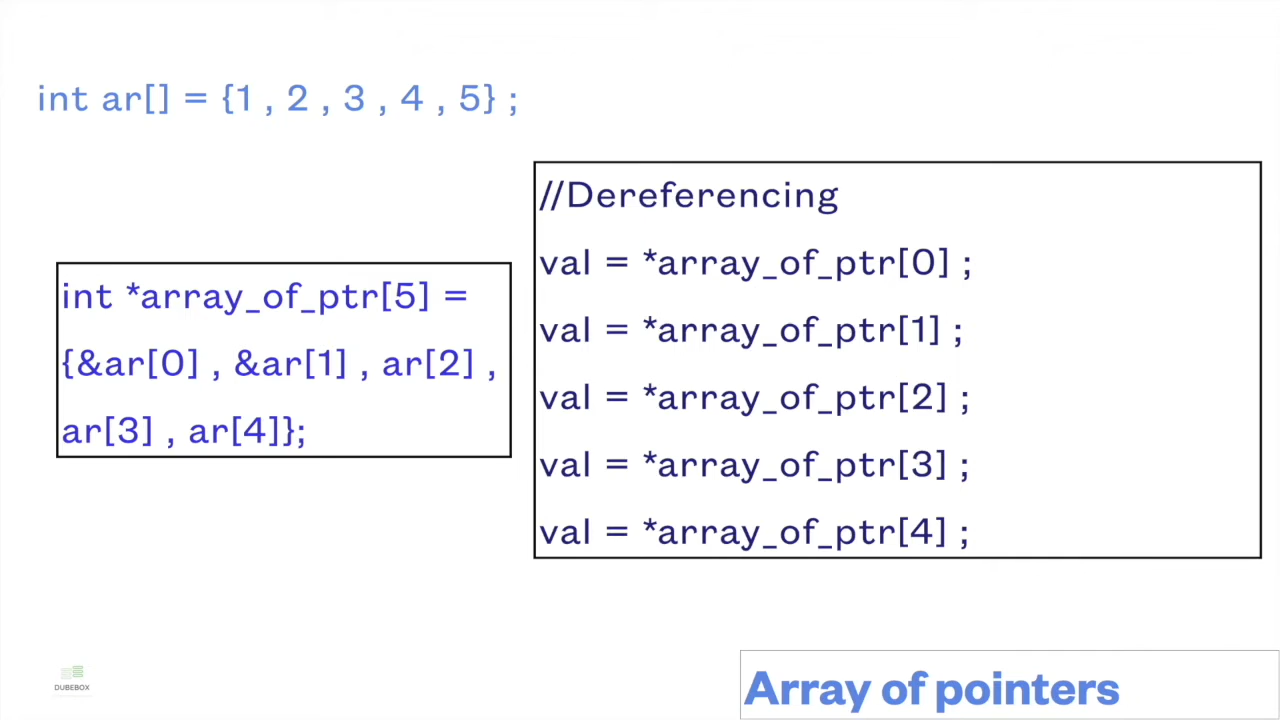 int ar[] = {1 , 2 , 3 , 4 , 5} ;
int *array_of_ptr[5] =
{&ar[0] , &ar[1] , ar[2] ,
ar[3] , ar[4]};
//Dereferencing
val = *array_of_ptr[0] ;
val = *array_of_ptr[1] ;
val = *array_of_ptr[2] ;
val = *array_of_ptr[3] ;
val = *array_of_ptr[4] ;
DUBEBOX
Array of pointers